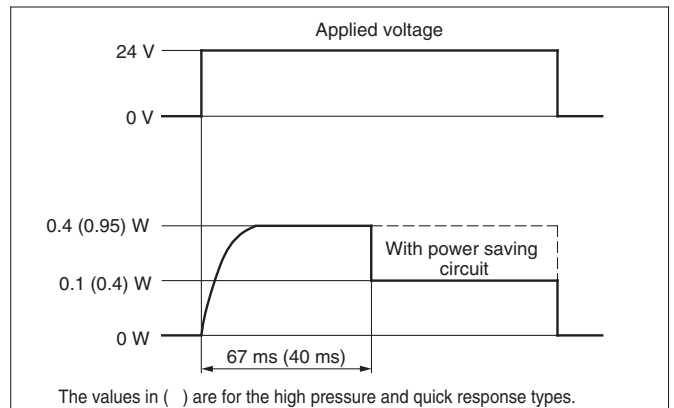 Applied voltage
24 V
0 V
0.4 (0.95) W
With power saving
circuit
0.1 (0.4) W
0 W
67 ms (40 ms)
The values in ( ) are for the high pressure and quick response types.